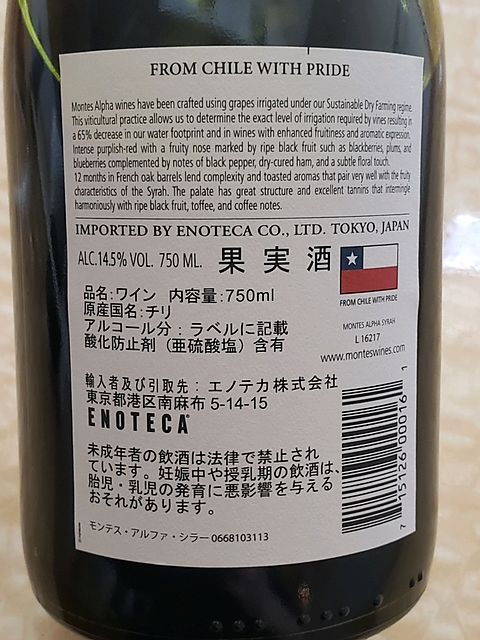 FROM CHILE WITH PRIDE
Montes Alpha wines have been crafted using grapes irrigated under our Sustainable Dry Farming regime.
This viticultural practice allows us to determine the exact level of irrigation required by vines resulting in
a 65% decrease in our water footprint and in wines with enhanced fruitiness and aromatic expression.
Intense purplish-red with a fruity nose marked by ripe black fruit such as blackberries, plums, and
blueberries complemented by notes of black pepper, dry-cured ham, and a subtle floral touch.
12 months in French oak barrels lend complexity and toasted aromas that pair very well with the fruity
characteristics of the Syrah. The palate has great structure and excellent tannins that intermingle
harmoniously with ripe black fruit, toffee, and coffee notes.
IMPORTED BY ENOTECA CO., LTD. TOKYO, JAPAN
ALC.14.5% VOL. 750 ML. 果実酒
FROM CHILE WITH PRIDE
MONTES ALPHA SYRAH
L 16217
www.monteswines.com
品名:ワイン 内容量:750ml
原産国名:チリ
アルコール分:ラベルに記載
酸化防止剤(亜硫酸塩)含有
輸入者及び引取先:エノテカ株式会社
東京都港区南麻布 5-14-15
ENOTECA
未成年者の飲酒は法律で禁止され
ています。妊娠中や授乳期の飲酒は、
胎児・乳児の発育に悪影響を与える
おそれがあります。
モンテス・アルファ・シラー 0668103113
7 15126 00016 1